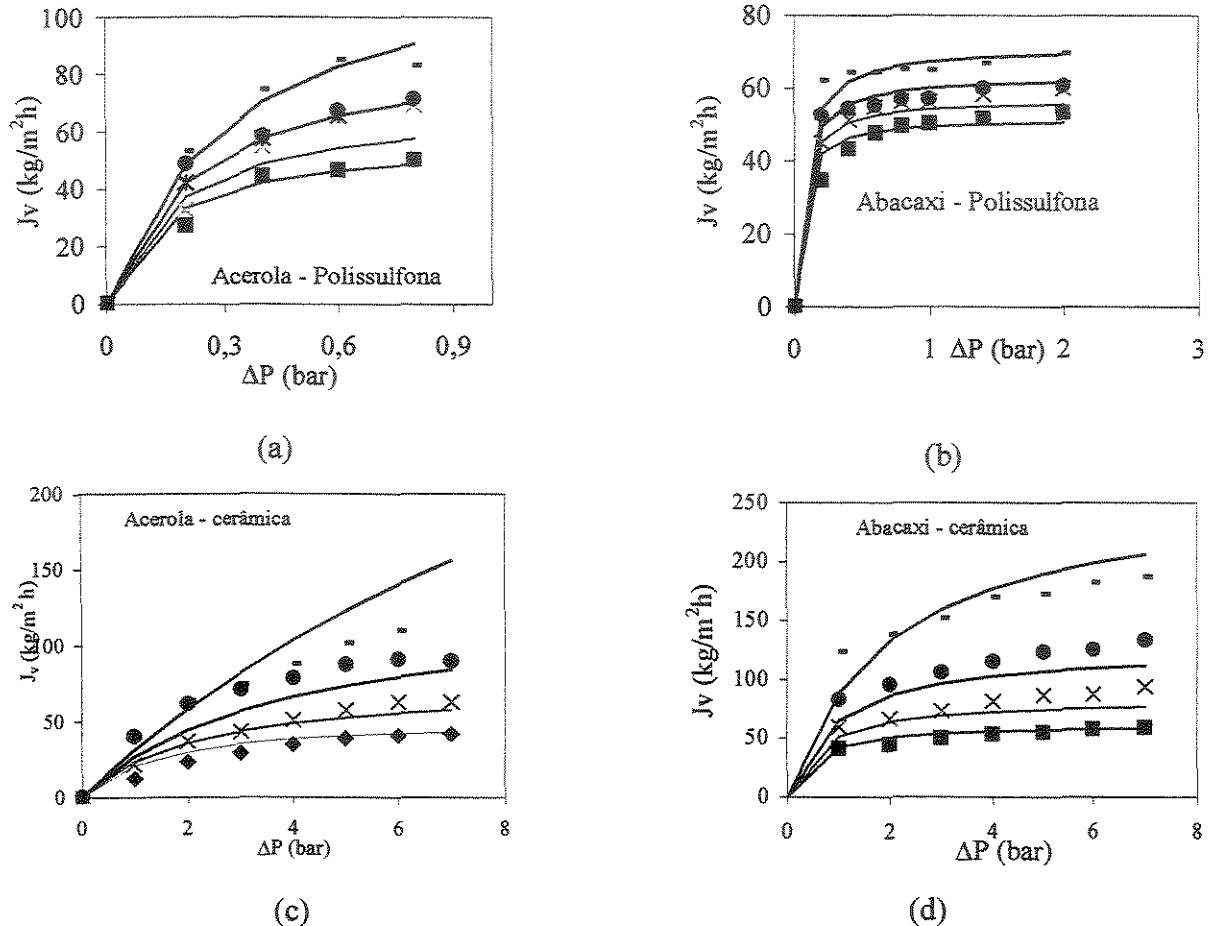 100
80
60
40
20
0
Jv (kg/m²h)
Acerola - Polissulfona
0 0,3 0,6 0,9
ΔP (bar)
(a)
80
60
40
20
0
Jv (kg/m²h)
Abacaxi - Polissulfona
0 1 ΔP (bar) 2 3
(b)
200
150
100
50
0
Jᵥ (kg/m² h)
Acerola - cerâmica
0 2 4 6 8
ΔP (bar)
(c)
250
200
150
100
50
0
Jv (kg/m²h)
Abacaxi - cerâmica
0 2 4 6 8
ΔP (bar)
(d)